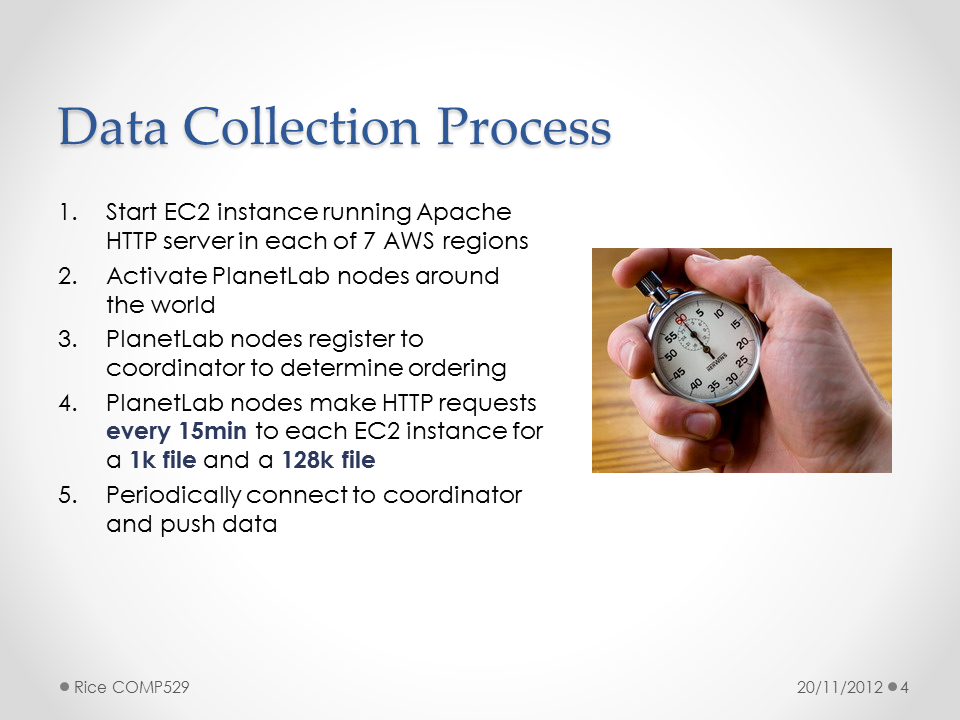 Data Collection Process
1. Start EC2 instance running Apache
HTTP server in each of 7 AWS regions
2. Activate PlanetLab nodes around
the world
3. PlanetLab nodes register to
coordinator to determine ordering
4. PlanetLab nodes make HTTP requests
every 15min to each EC2 instance for
a 1k file and a 128k file
5. Periodically connect to coordinator
and push data
60
5
10
15
20
25
30
35
40
45
50
55
Rice COMP529
20/11/2012
4